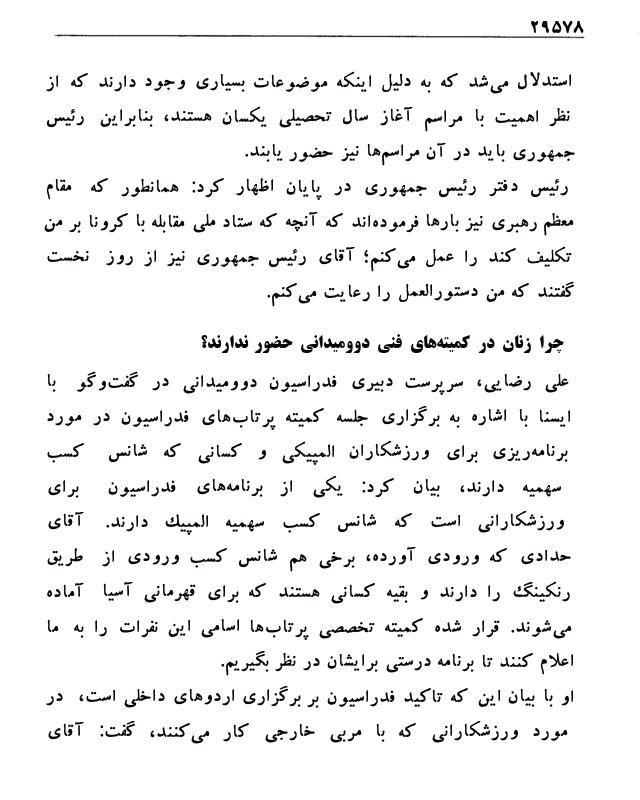 ۲۹۵۷۸
استدلال می‌شد که به دلیل اینکه موضوعات بسیاری وجود دارند که از
نظر اهمیت با مراسم آغاز سال تحصیلی یکسان هستند، بنابراین رئیس
جمهوری باید در آن مراسم‌ها نیز حضور یابند.
رئیس دفتر رئیس جمهوری در پایان اظهار کرد: همانطور که مقام
معظم رهبری نیز بارها فرموده‌اند که آنچه که ستاد ملی مقابله با کرونا بر من
تکلیف کند را عمل می‌کنم؛ آقای رئیس جمهوری نیز از روز نخست
گفتند که من دستورالعمل را رعایت می‌کنم.
چرا زنان در کمیته‌های فنی دوومیدانی حضور ندارند؟
علی رضایی، سرپرست دبیری فدراسیون دوومیدانی در گفت‌وگو با
ایسنا با اشاره به برگزاری جلسه کمیته پرتاب‌های فدراسیون در مورد
برنامه‌ریزی برای ورزشکاران المپیکی و کسانی که شانس کسب
سهمیه دارند، بیان کرد: یکی از برنامه‌های فدراسیون برای
ورزشکارانی است که شانس کسب سهمیه المپیک دارند. آقای
حدادی که ورودی آورده، برخی هم شانس کسب ورودی از طریق
رنکینگ را دارند و بقیه کسانی هستند که برای قهرمانی آسیا آماده
می‌شوند. قرار شده کمیته تخصصی پرتاب‌ها اسامی این نفرات را به ما
اعلام کنند تا برنامه درستی برایشان در نظر بگیریم.
او با بیان این که تاکید فدراسیون بر برگزاری اردوهای داخلی است، در
مورد ورزشکارانی که با مربی خارجی کار می‌کنند، گفت: آقای